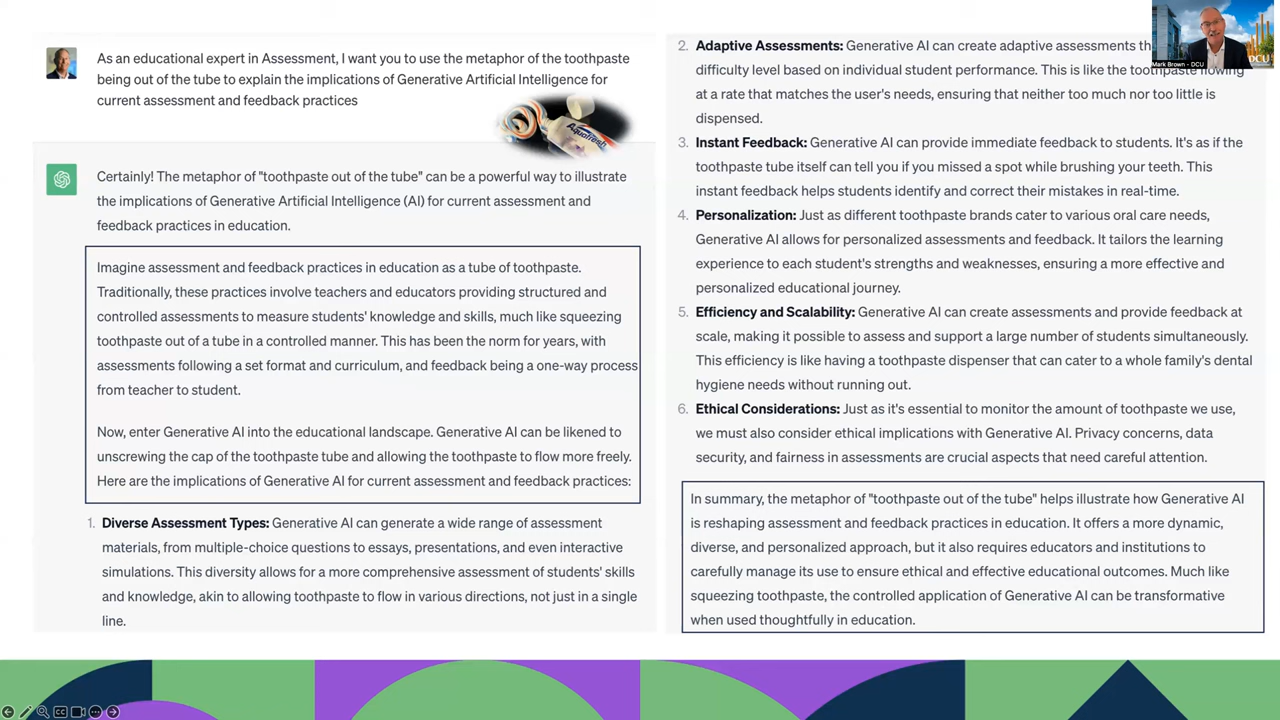 As an educational expert in Assessment, I want you to use the metaphor of the toothpaste
being out of the tube to explain the implications of Generative Artificial Intelligence for
current assessment and feedback practices
Aquafresh
Certainly! The metaphor of "toothpaste out of the tube" can be a powerful way to illustrate
the implications of Generative Artificial Intelligence (AI) for current assessment and
feedback practices in education.
Imagine assessment and feedback practices in education as a tube of toothpaste.
Traditionally, these practices involve teachers and educators providing structured and
controlled assessments to measure students' knowledge and skills, much like squeezing
toothpaste out of a tube in a controlled manner. This has been the norm for years, with
assessments following a set format and curriculum, and feedback being a one-way process
from teacher to student.
Now, enter Generative AI into the educational landscape. Generative AI can be likened to
unscrewing the cap of the toothpaste tube and allowing the toothpaste to flow more freely.
Here are the implications of Generative AI for current assessment and feedback practices:
1. Diverse Assessment Types: Generative AI can generate a wide range of assessment
materials, from multiple-choice questions to essays, presentations, and even interactive
simulations. This diversity allows for a more comprehensive assessment of students' skills
and knowledge, akin to allowing toothpaste to flow in various directions, not just in a single
line.
2. Adaptive Assessments: Generative AI can create adaptive assessments
difficulty level based on individual student performance. This is like the toothpaste flowing
at a rate that matches the user's needs, ensuring that neither too much nor too little is
dispensed.
3. Instant Feedback: Generative AI can provide immediate feedback to students. It's as if the
toothpaste tube itself can tell you if you missed a spot while brushing your teeth. This
instant feedback helps students identify and correct their mistakes in real-time.
4. Personalization: Just as different toothpaste brands cater to various oral care needs,
Generative AI allows for personalized assessments and feedback. It tailors the learning
experience to each student's strengths and weaknesses, ensuring a more effective and
personalized educational journey.
5. Efficiency and Scalability: Generative AI can create assessments and provide feedback at
scale, making it possible to assess and support a large number of students simultaneously.
This efficiency is like having a toothpaste dispenser that can cater to a whole family's dental
hygiene needs without running out.
6. Ethical Considerations: Just as it's essential to monitor the amount of toothpaste we use,
we must also consider ethical implications with Generative AI. Privacy concerns, data
security, and fairness in assessments are crucial aspects that need careful attention.
In summary, the metaphor of "toothpaste out of the tube" helps illustrate how Generative AI
is reshaping assessment and feedback practices in education. It offers a more dynamic,
diverse, and personalized approach, but it also requires educators and institutions to
carefully manage its use to ensure ethical and effective educational outcomes. Much like
squeezing toothpaste, the controlled application of Generative AI can be transformative
when used thoughtfully in education.
Mark Brown - DCU
DCU
CC